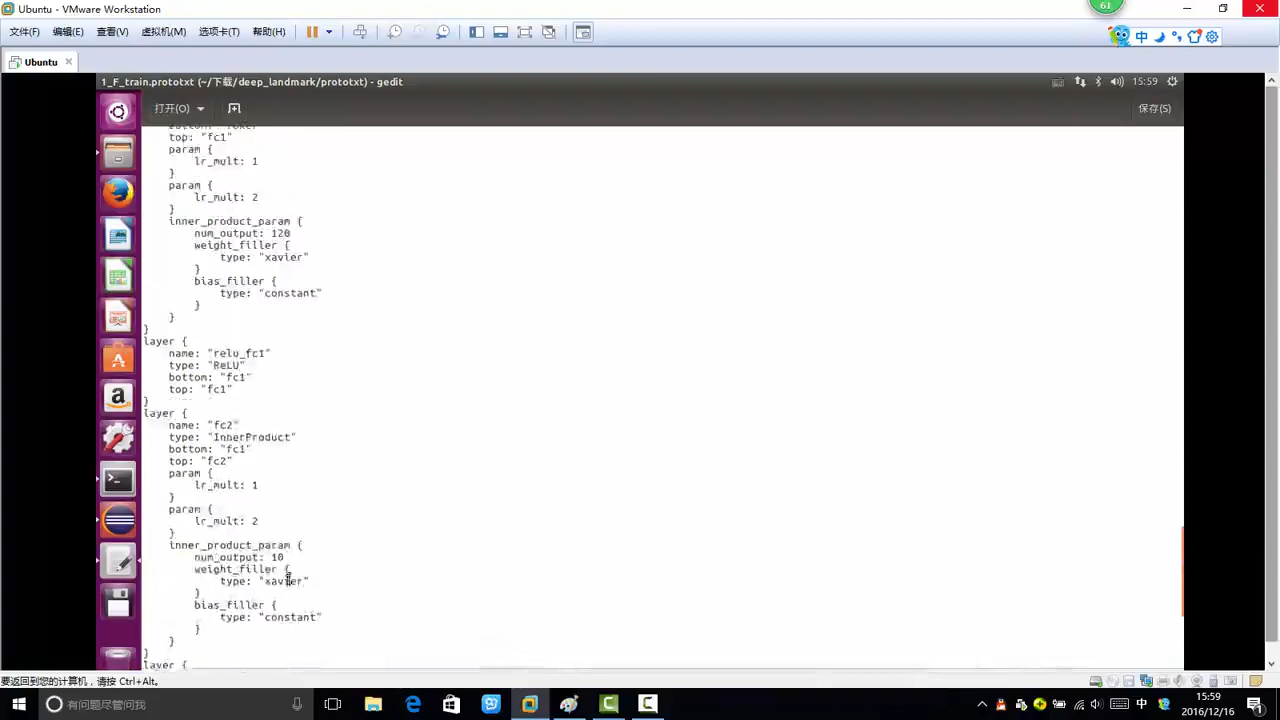 Ubuntu - VMware Workstation
61
文件(F) 编辑(E) 查看(V) 虚拟机(M) 选项卡(T) 帮助(H)
中
Ubuntu
1_F_train.prototxt (~/下载/deep_landmark/prototxt) - gedit
15:59
打开(O)
保存(S)
top: "fc1"
param {
lr_mult: 1
}
param {
lr_mult: 2
}
inner_product_param {
num_output: 120
weight_filler {
type: "xavier"
}
bias_filler {
type: "constant"
}
}
}
layer {
name: "relu_fc1"
type: "ReLU"
bottom: "fc1"
top: "fc1"
}
layer {
name: "fc2"
type: "InnerProduct"
bottom: "fc1"
top: "fc2"
param {
lr_mult: 1
}
param {
lr_mult: 2
}
inner_product_param {
num_output: 10
weight_filler {
type: "xavier"
}
bias_filler {
type: "constant"
}
}
}
layer {
要返回到您的计算机，请按 Ctrl+Alt。
有问题尽管问我
中
15:59
2016/12/16